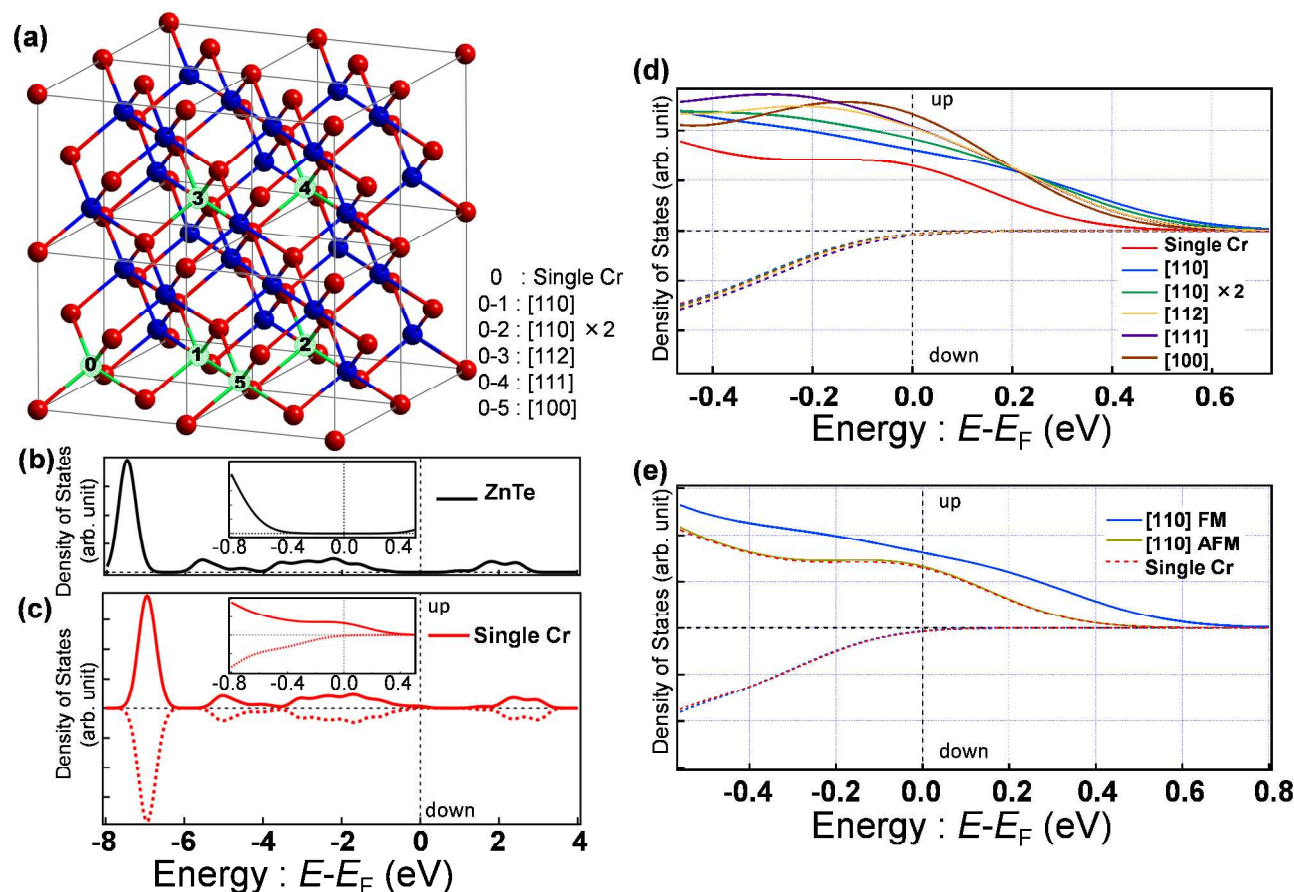 (a)
3
4
0
1
2
5
0 : Single Cr
0-1 : [110]
0-2 : [110] ×2
0-3 : [112]
0-4 : [111]
0-5 : [100]
(b)
Density of States
(arb. unit)
ZnTe
-0.8 -0.4 0.0 0.4
(c)
Density of States
(arb. unit)
up
Single Cr
-0.8 -0.4 0.0 0.4
down
-8 -6 -4 -2 0 2 4
Energy : E-EF (eV)
(d)
Density of States (arb. unit)
up
down
Single Cr
[110]
[110] ×2
[112]
[111]
[100]
-0.4 -0.2 0.0 0.2 0.4 0.6
Energy : E-EF (eV)
(e)
Density of States (arb. unit)
up
down
[110] FM
[110] AFM
Single Cr
-0.4 -0.2 0.0 0.2 0.4 0.6 0.8
Energy : E-EF (eV)